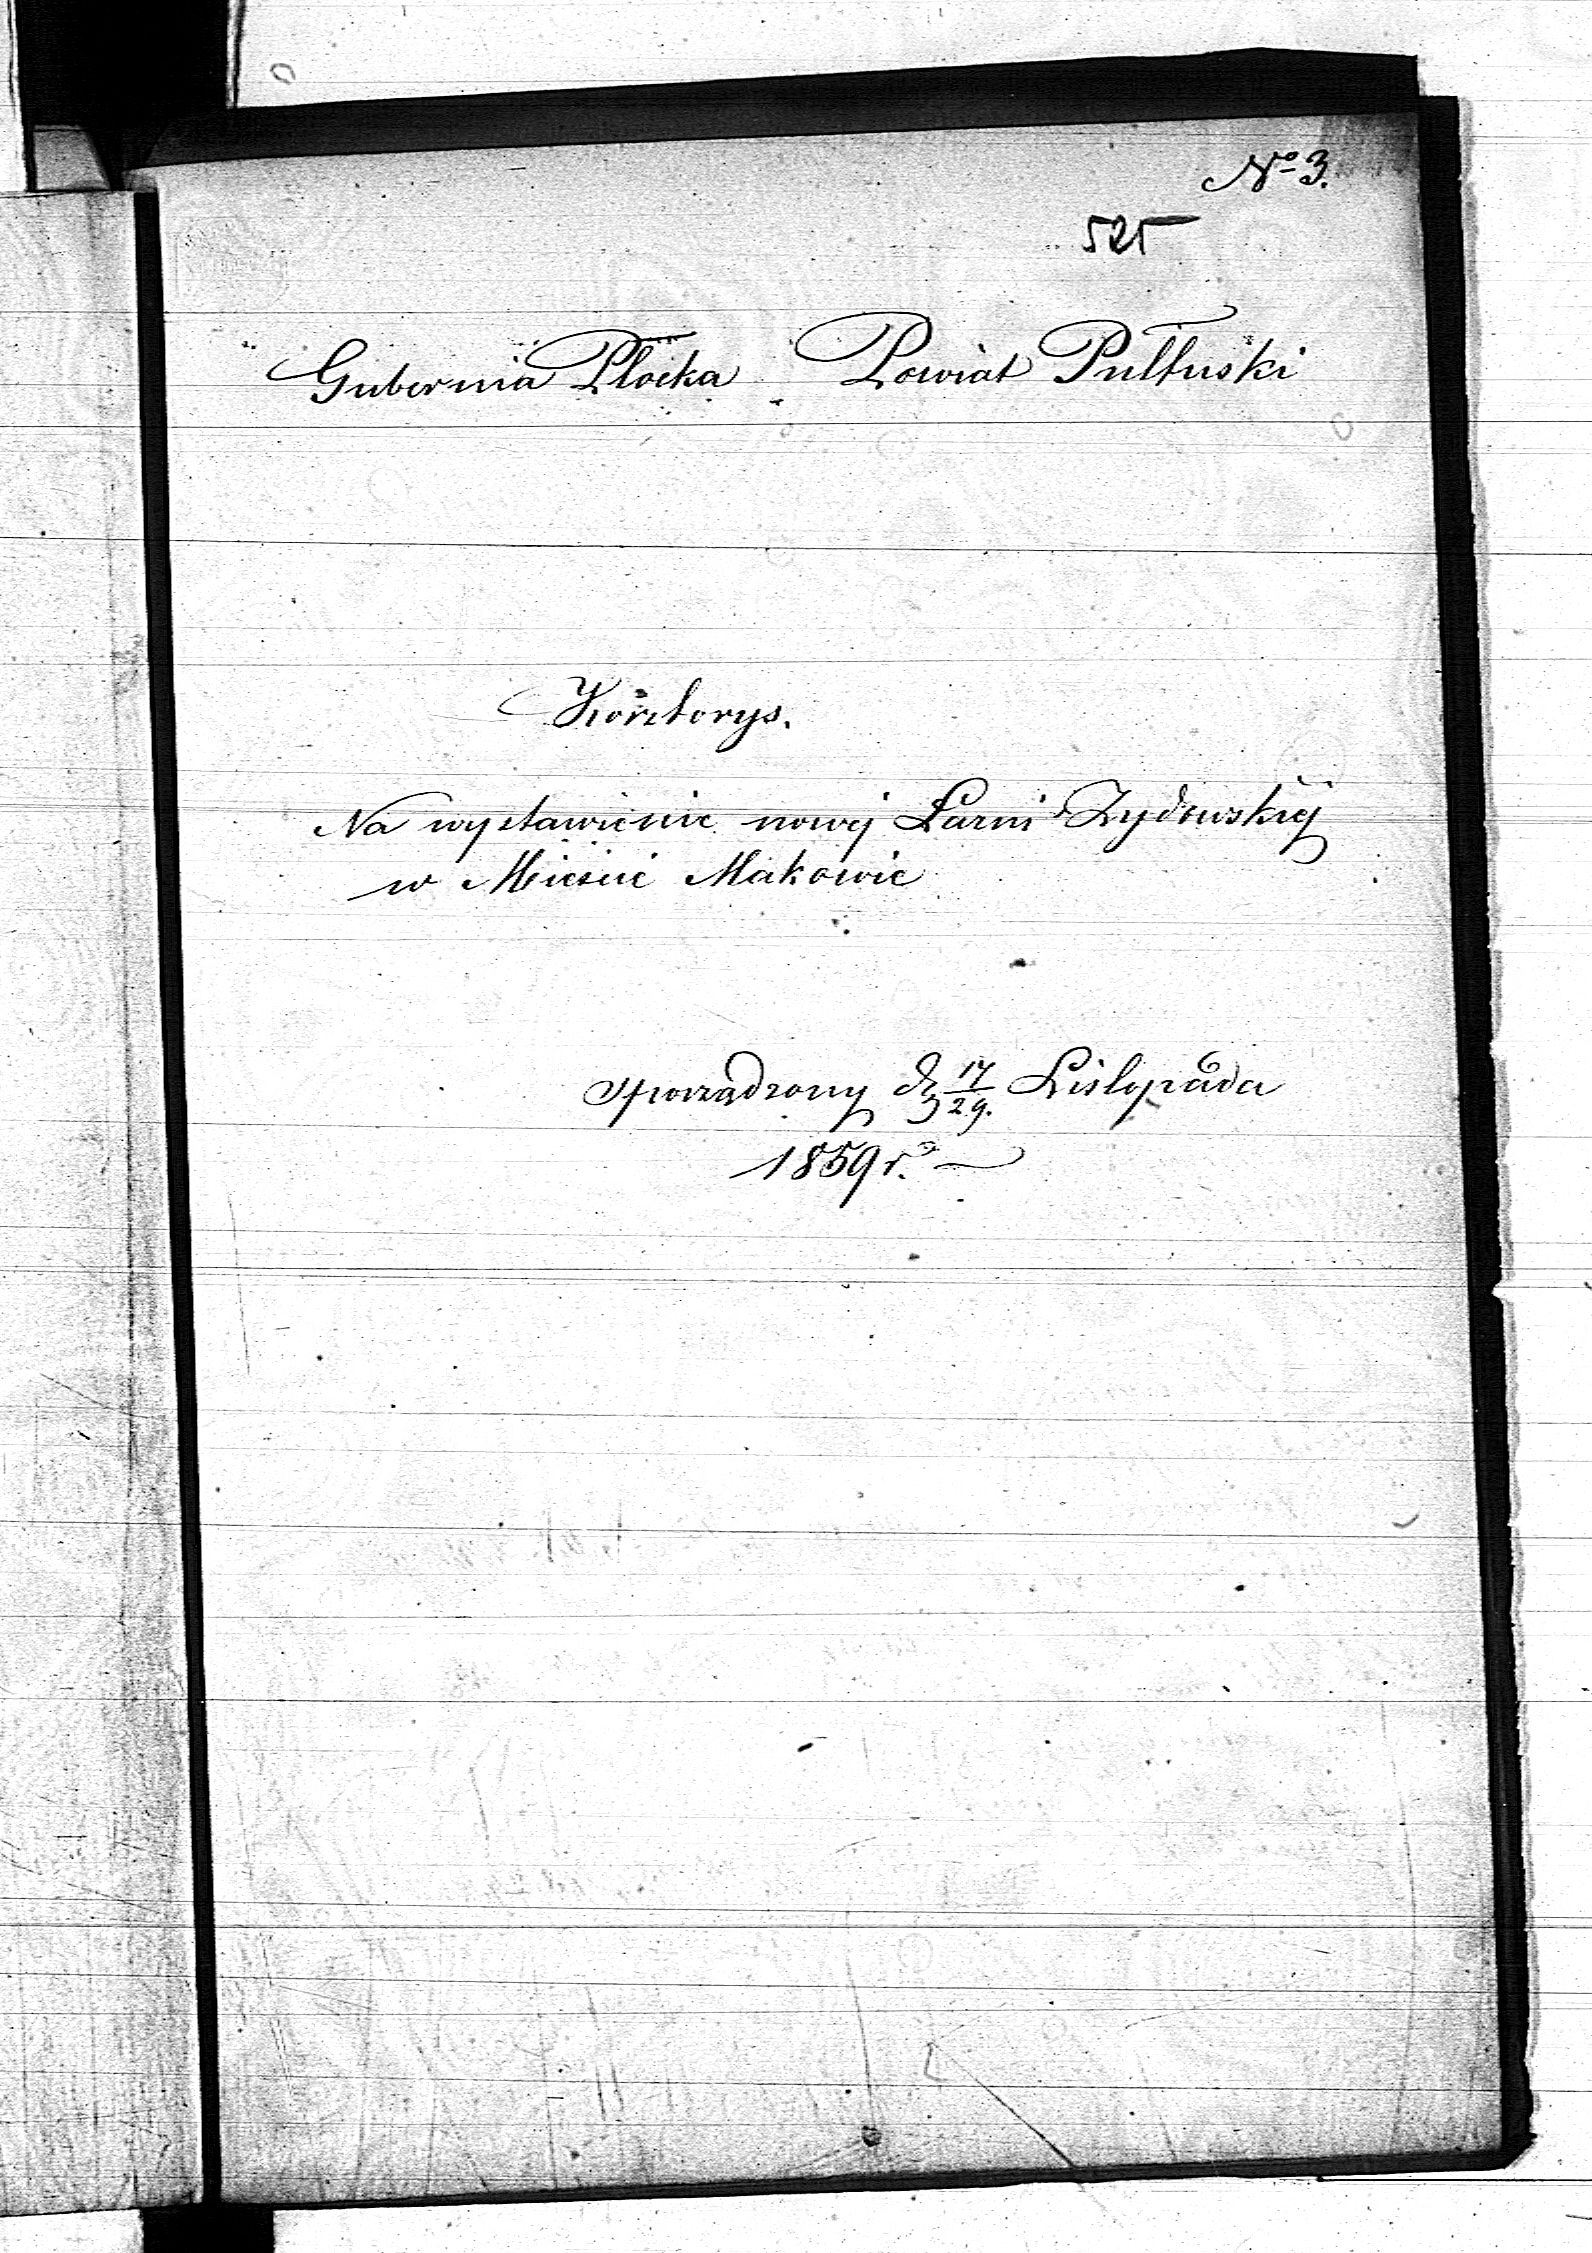 No 3.
525
Gubernia Płocka Powiat Pułtuski
Kosztorys.
Na wystawienie nowej Łaźni Żydowskiej
w Mieście Makowie
Sporządzony d. 17/29. Listopada
1859 r.